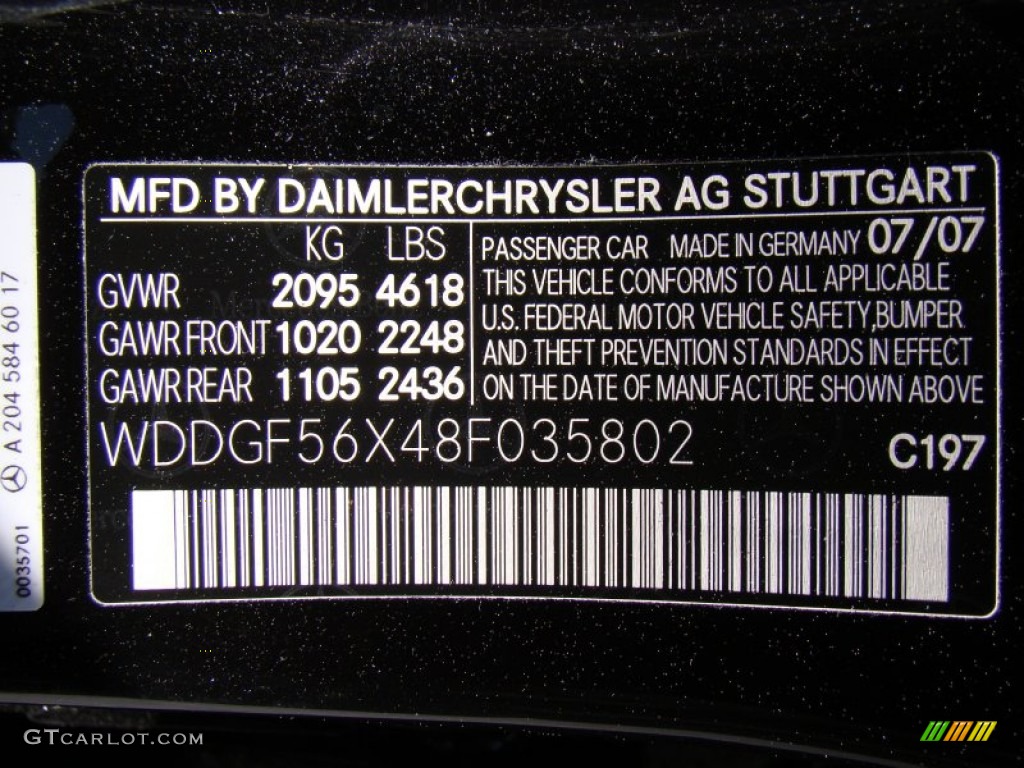 MFD BY DAIMLERCHRYSLER AG STUTTGART
KG LBS
GVWR 2095 4618
GAWR FRONT 1020 2248
GAWR REAR 1105 2436
PASSENGER CAR MADE IN GERMANY 07/07
THIS VEHICLE CONFORMS TO ALL APPLICABLE
U.S. FEDERAL MOTOR VEHICLE SAFETY,BUMPER
AND THEFT PREVENTION STANDARDS IN EFFECT
ON THE DATE OF MANUFACTURE SHOWN ABOVE
WDDGF56X48F035802 C197
A 204 584 60 17
0035701
GTCARLOT.COM